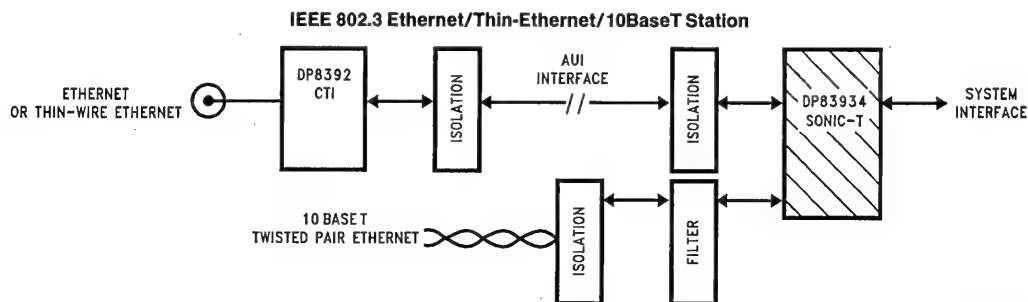 IEEE 802.3 Ethernet/Thin-Ethernet/10BaseT Station
ETHERNET
OR THIN-WIRE ETHERNET
DP8392
CTI
ISOLATION
AUI
INTERFACE
//
ISOLATION
DP83934
SONIC-T
SYSTEM
INTERFACE
10 BASE T
TWISTED PAIR ETHERNET
ISOLATION
FILTER